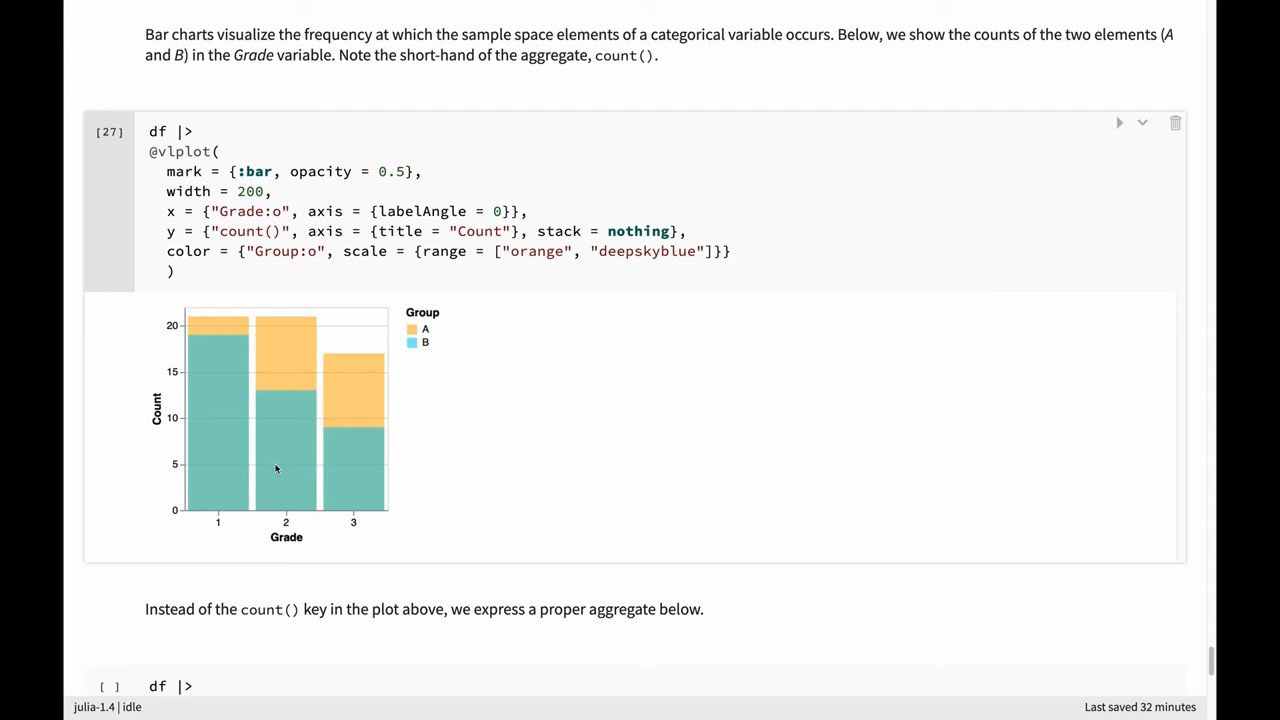 Bar charts visualize the frequency at which the sample space elements of a categorical variable occurs. Below, we show the counts of the two elements (A
and B) in the Grade variable. Note the short-hand of the aggregate, count().
[27]
df |>
@vlplot(
mark = {:bar, opacity = 0.5},
width = 200,
x = {"Grade:o", axis = {labelAngle = 0}},
y = {"count()", axis = {title = "Count"}, stack = nothing},
color = {"Group:o", scale = {range = ["orange", "deepskyblue"]}}
)
Group
A
B
20
15
10
5
0
Count
1 2 3
Grade
Instead of the count() key in the plot above, we express a proper aggregate below.
[ ] df |>
julia-1.4 | idle
Last saved 32 minutes